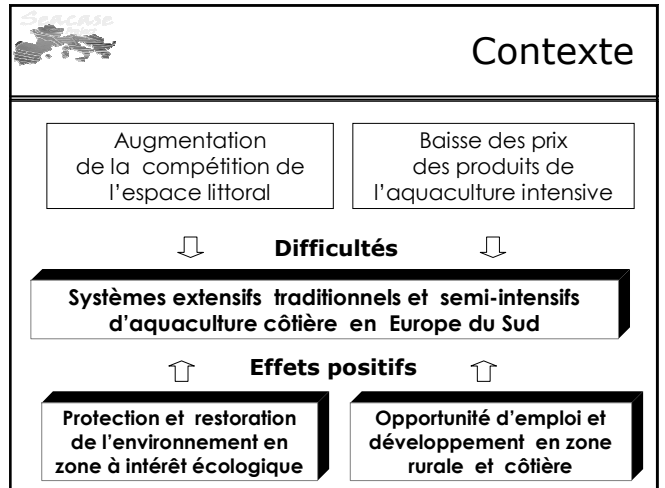 Seacase
Contexte
Augmentation
de la compétition de
l'espace littoral
Baisse des prix
des produits de
l'aquaculture intensive
Difficultés
Systèmes extensifs traditionnels et semi-intensifs
d'aquaculture côtière en Europe du Sud
Effets positifs
Protection et restoration
de l'environnement en
zone à intérêt écologique
Opportunité d'emploi et
développement en zone
rurale et côtière